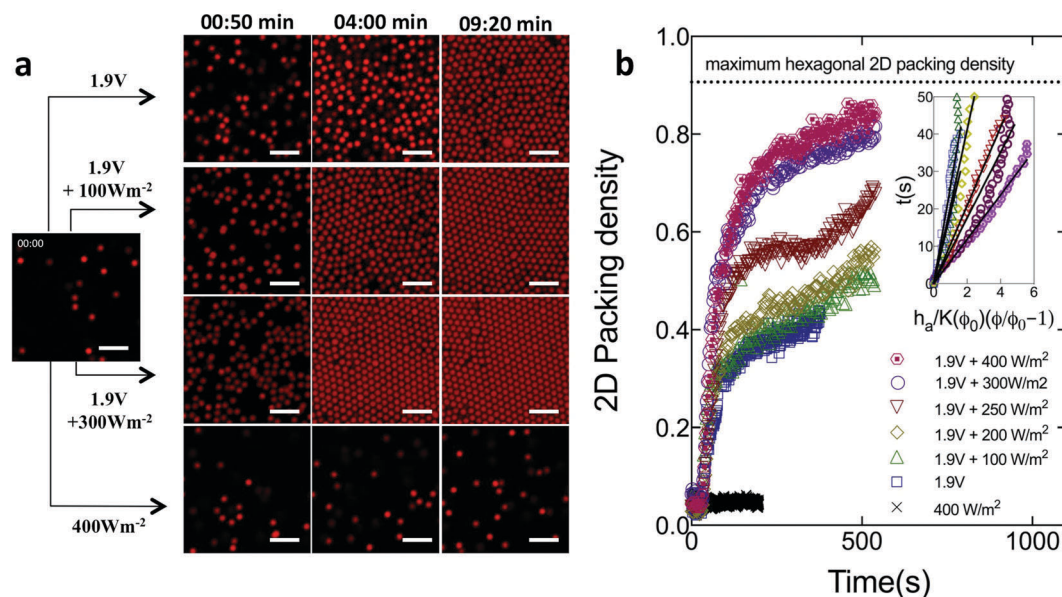 a
00:50 min
04:00 min
09:20 min
1.9V
1.9V
+ 100Wm-2
00:00
1.9V
+300Wm-2
400Wm-2
b
maximum hexagonal 2D packing density
2D Packing density
0.8
0.6
0.4
0.2
0.0
0
500
1000
Time(s)
t(s)
50
40
30
20
10
0
0
2
4
6
ha/K(ϕ0)(ϕ/ϕ0−1)
1.9V + 400 W/m2
1.9V + 300W/m2
1.9V + 250 W/m2
1.9V + 200 W/m2
1.9V + 100 W/m2
1.9V
400 W/m2